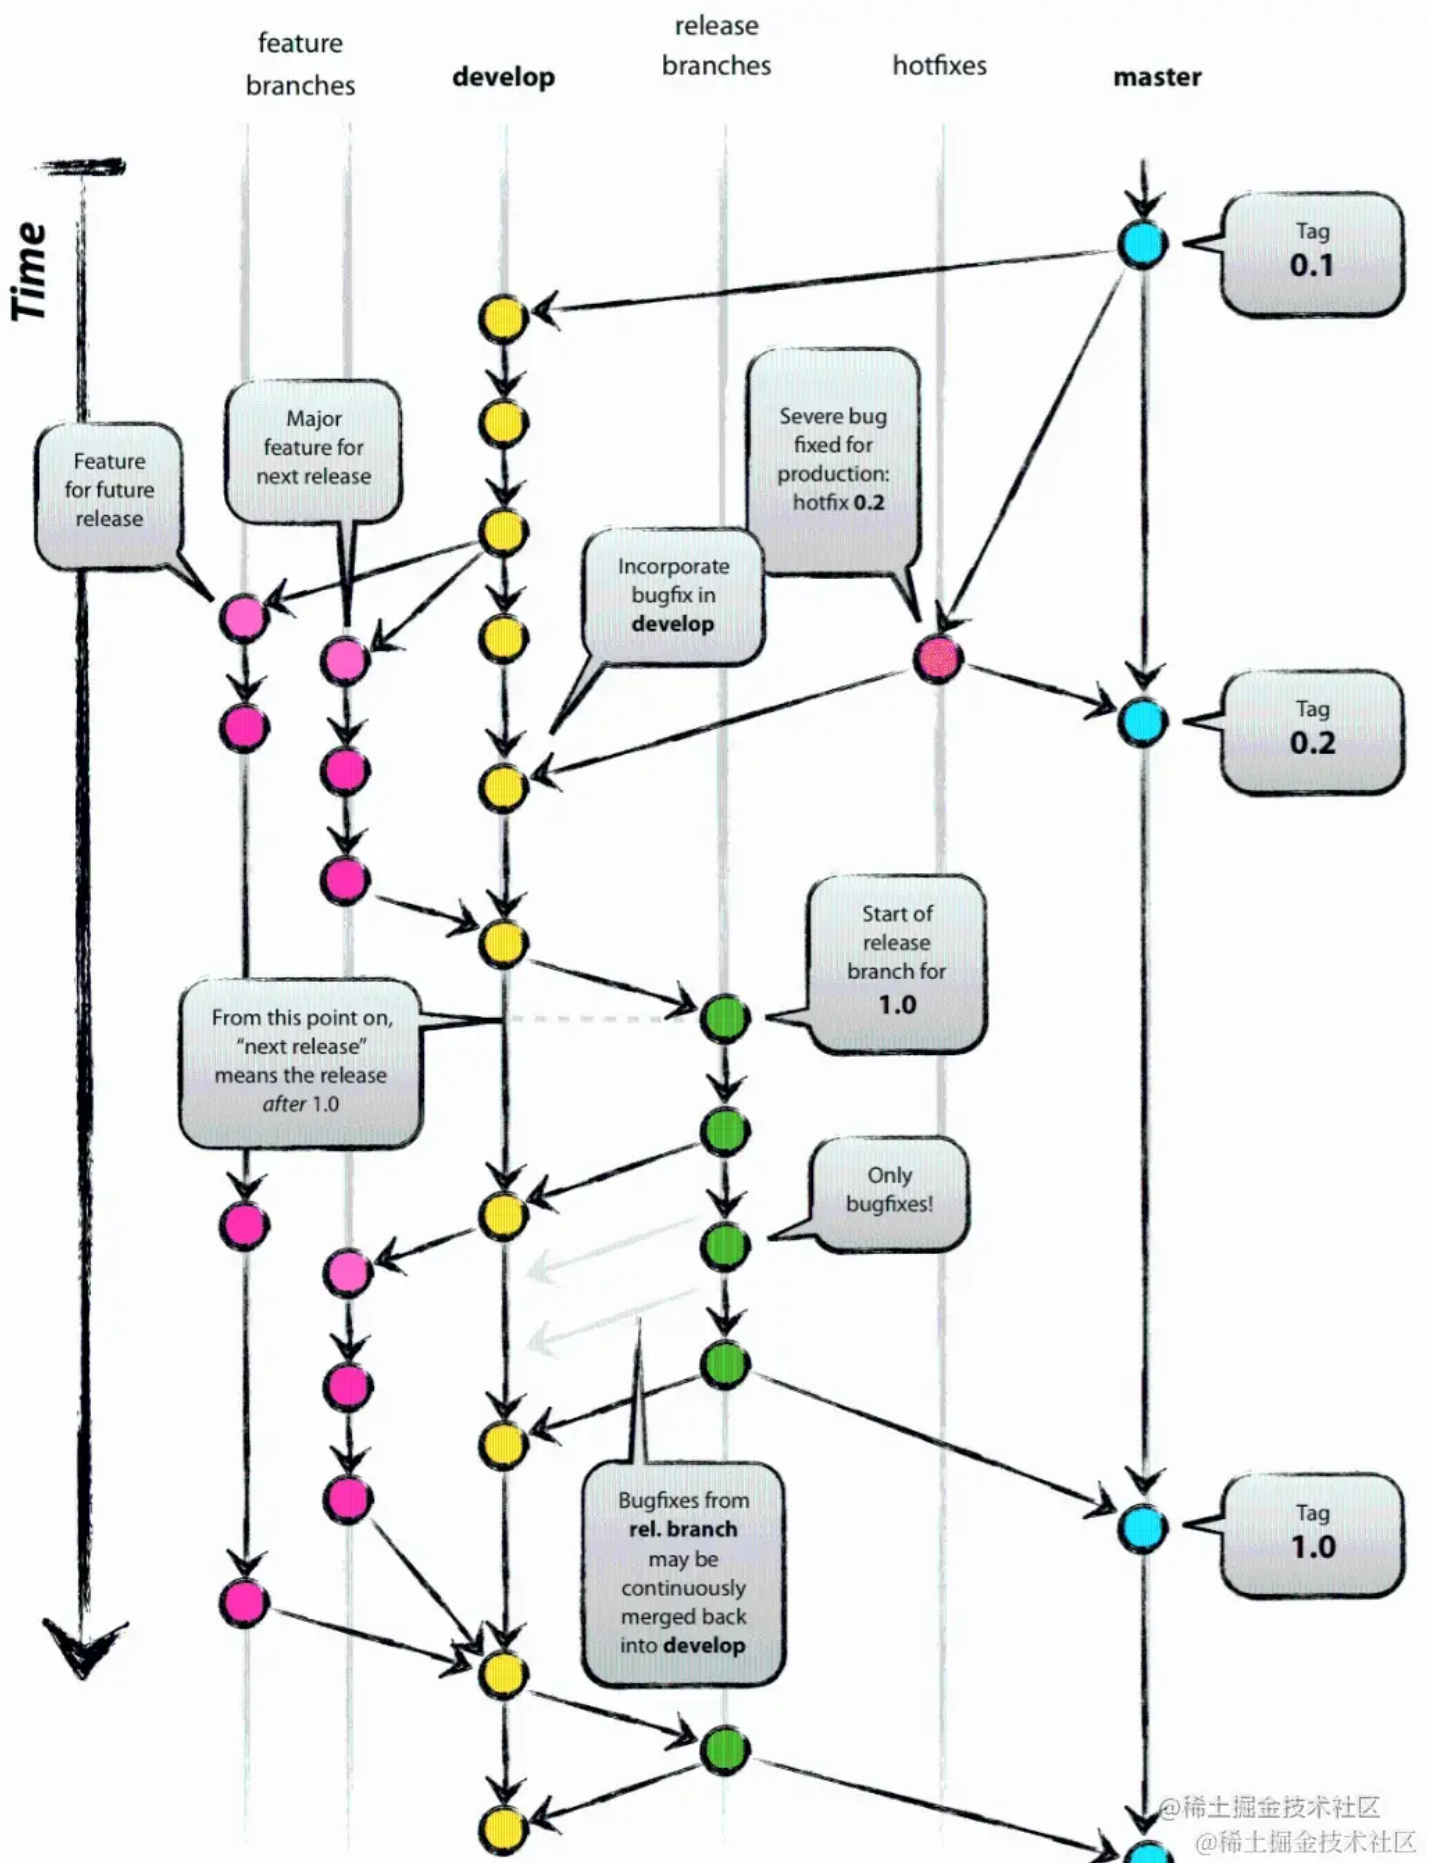 feature
branches
develop
release
branches
hotfixes
master
Time
Tag
0.1
Major
feature for
next release
Severe bug
fixed for
production:
hotfix 0.2
Feature
for future
release
Incorporate
bugfix in
develop
Tag
0.2
Start of
release
branch for
1.0
From this point on,
“next release”
means the release
after 1.0
Only
bugfixes!
Bugfixes from
rel. branch
may be
continuously
merged back
into develop
Tag
1.0
@稀土掘金技术社区
@稀土掘金技术社区